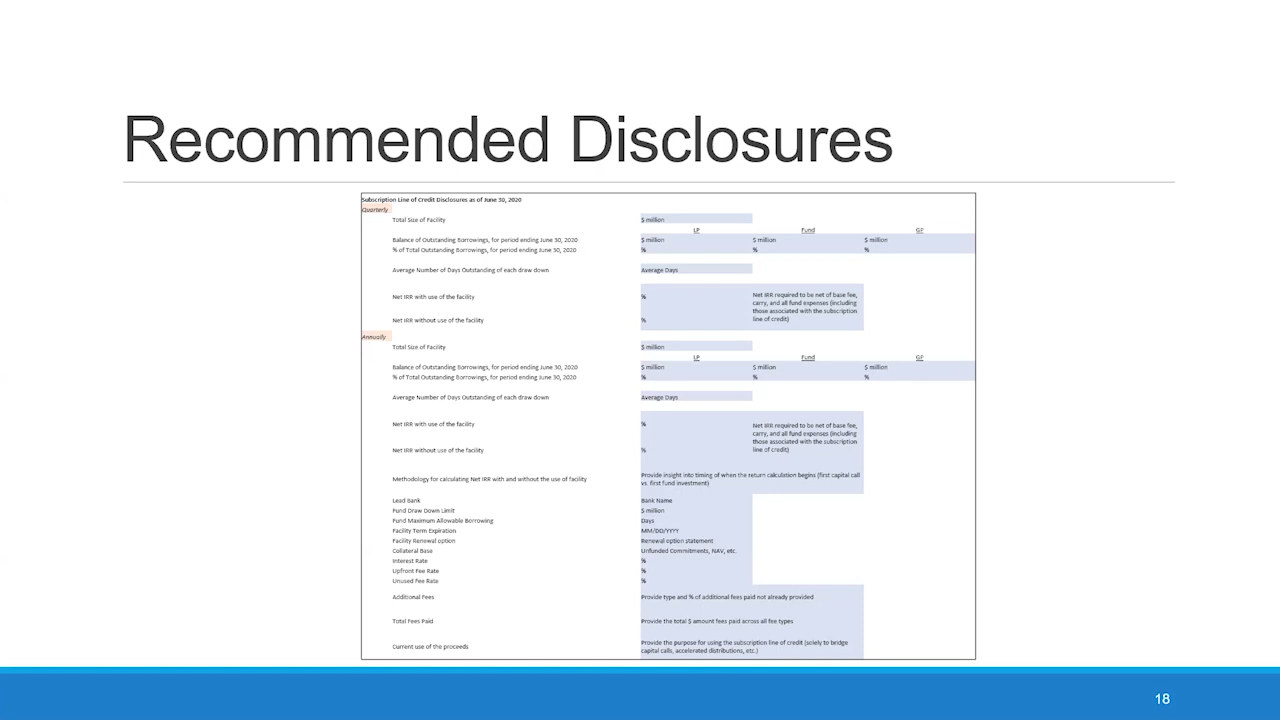 Recommended Disclosures
Subscription Line of Credit Disclosures as of June 30, 2020
Quarterly
Total Size of Facility $ million
LP Fund GP
Balance of Outstanding Borrowings, for period ending June 30, 2020 $ million $ million $ million
% of Total Outstanding Borrowings, for period ending June 30, 2020 % % %
Average Number of Days Outstanding of each draw down Average Days
Net IRR with use of the facility %
Net IRR required to be net of base fee,
carry, and all fund expenses (including
those associated with the subscription
line of credit)
Net IRR without use of the facility %
Annually
Total Size of Facility $ million
LP Fund GP
Balance of Outstanding Borrowings, for period ending June 30, 2020 $ million $ million $ million
% of Total Outstanding Borrowings, for period ending June 30, 2020 % % %
Average Number of Days Outstanding of each draw down Average Days
Net IRR with use of the facility %
Net IRR required to be net of base fee,
carry, and all fund expenses (including
those associated with the subscription
line of credit)
Net IRR without use of the facility %
Methodology for calculating Net IRR with and without the use of facility
Provide insight into timing of when the return calculation begins (first capital call
vs. first fund investment)
Lead Bank Bank Name
Fund Draw Down Limit $ million
Fund Maximum Allowable Borrowing Days
Facility Term Expiration MM/DD/YYYY
Facility Renewal option Renewal option statement
Collateral Base Unfunded Commitments, NAV, etc.
Interest Rate %
Upfront Fee Rate %
Unused Fee Rate %
Additional Fees Provide type and % of additional fees paid not already provided
Total Fees Paid Provide the total $ amount fees paid across all fee types
Current use of the proceeds
Provide the purpose for using the subscription line of credit (solely to bridge
capital calls, accelerated distributions, etc.)
18